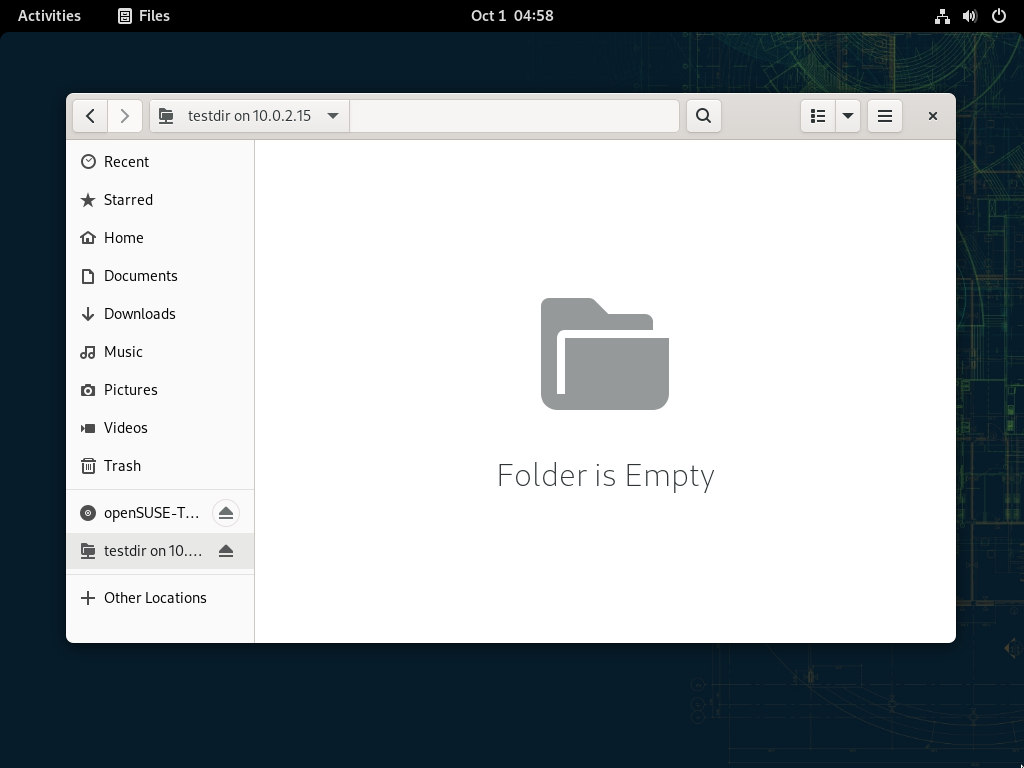 Activities Files Oct 1 04:58
testdir on 10.0.2.15
Recent
Starred
Home
Documents
Downloads
Music
Pictures
Videos
Trash
openSUSE-T...
testdir on 10....
Other Locations
Folder is Empty